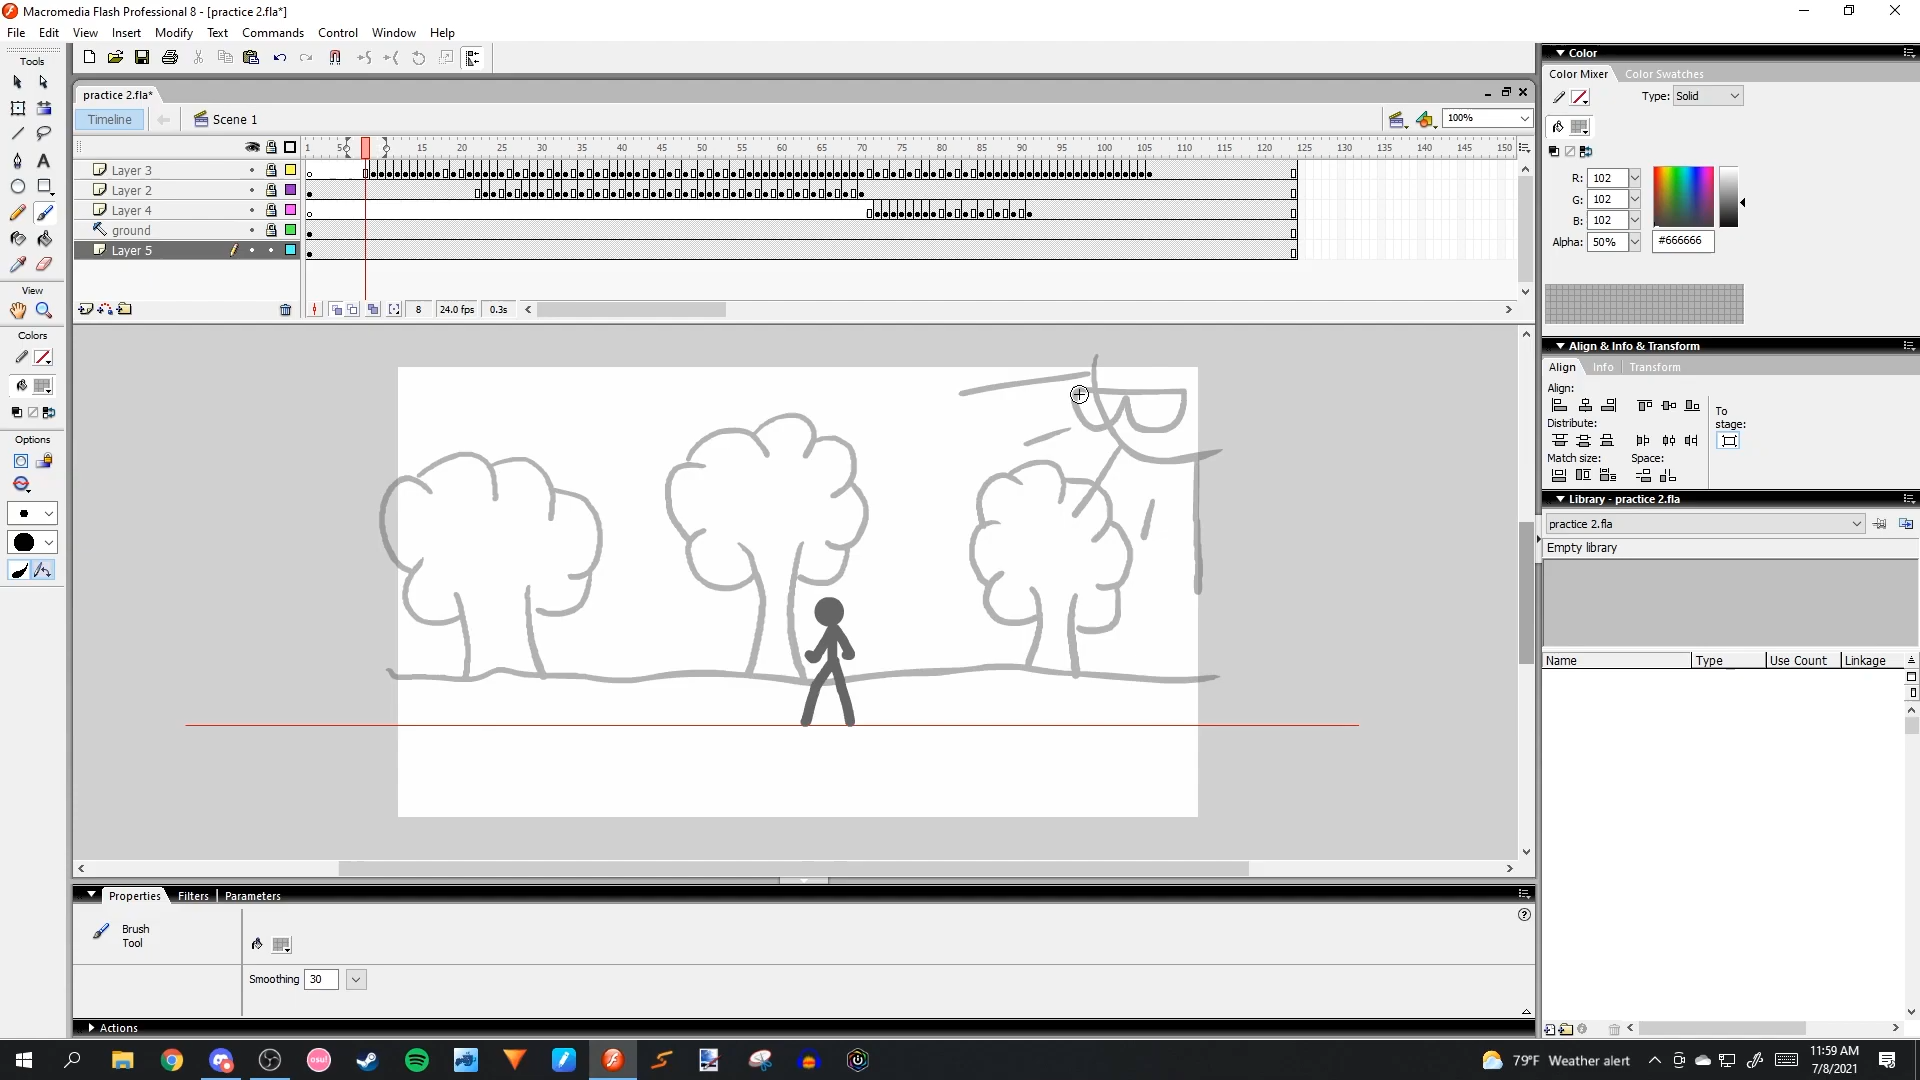 Macromedia Flash Professional 8 - [practice 2.fla*]
File Edit View Insert Modify Text Commands Control Window Help
Tools
View
Colors
Options
practice 2.fla*
Timeline
Scene 1
100%
1 5 15 20 25 30 35 40 45 50 55 60 65 70 75 80 85 90 95 100 105 110 115 120 125 130 135 140 145 150
Layer 3
Layer 2
Layer 4
ground
Layer 5
8 24.0 fps 0.3s
Properties Filters Parameters
Brush
Tool
Smoothing 30
Actions
Color
Color Mixer Color Swatches
Type: Solid
R: 102
G: 102
B: 102
Alpha: 50% #666666
Align & Info & Transform
Align Info Transform
Align:
To
stage:
Distribute:
Match size: Space:
Library - practice 2.fla
practice 2.fla
Empty library
Name Type Use Count Linkage
osu!
79°F Weather alert
11:59 AM
7/8/2021